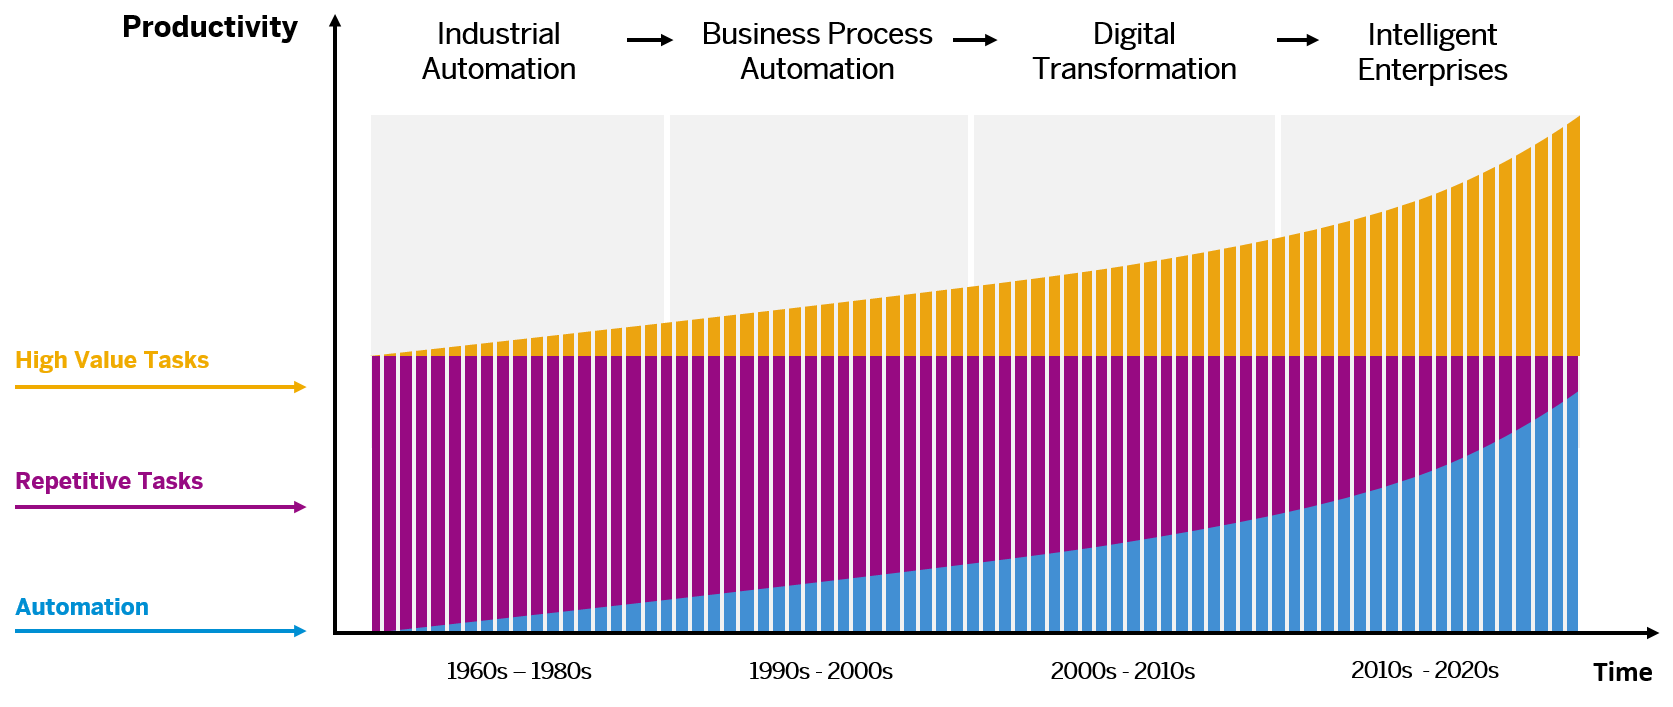 Productivity
Industrial
Automation
Business Process
Automation
Digital
Transformation
Intelligent
Enterprises
High Value Tasks
Repetitive Tasks
Automation
1960s – 1980s
1990s - 2000s
2000s - 2010s
2010s - 2020s
Time